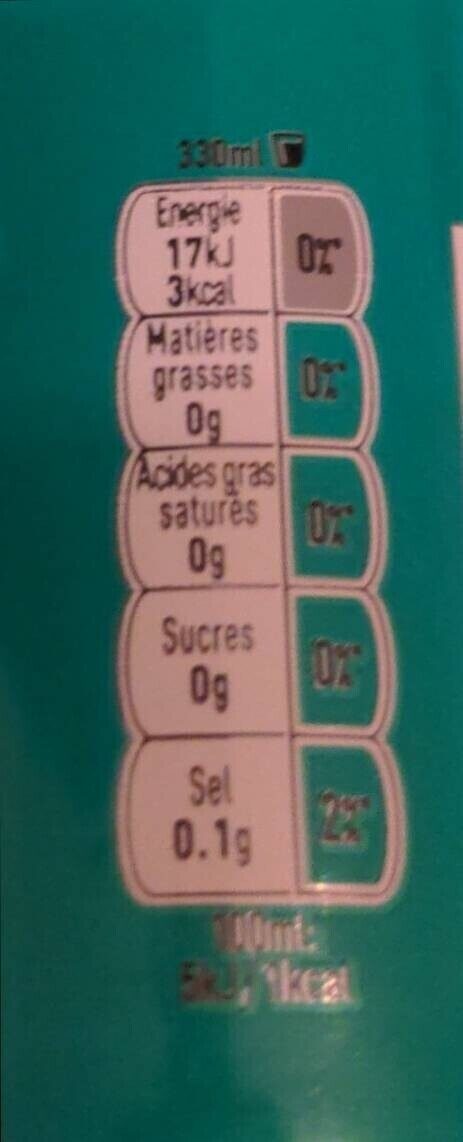 330ml
Energie
17kJ
3kcal
0%*
Matières
grasses
0g
0%*
Acides gras
saturés
0g
0%*
Sucres
0g
0%*
Sel
0.1g
2%*
100ml:
5kJ/1kcal